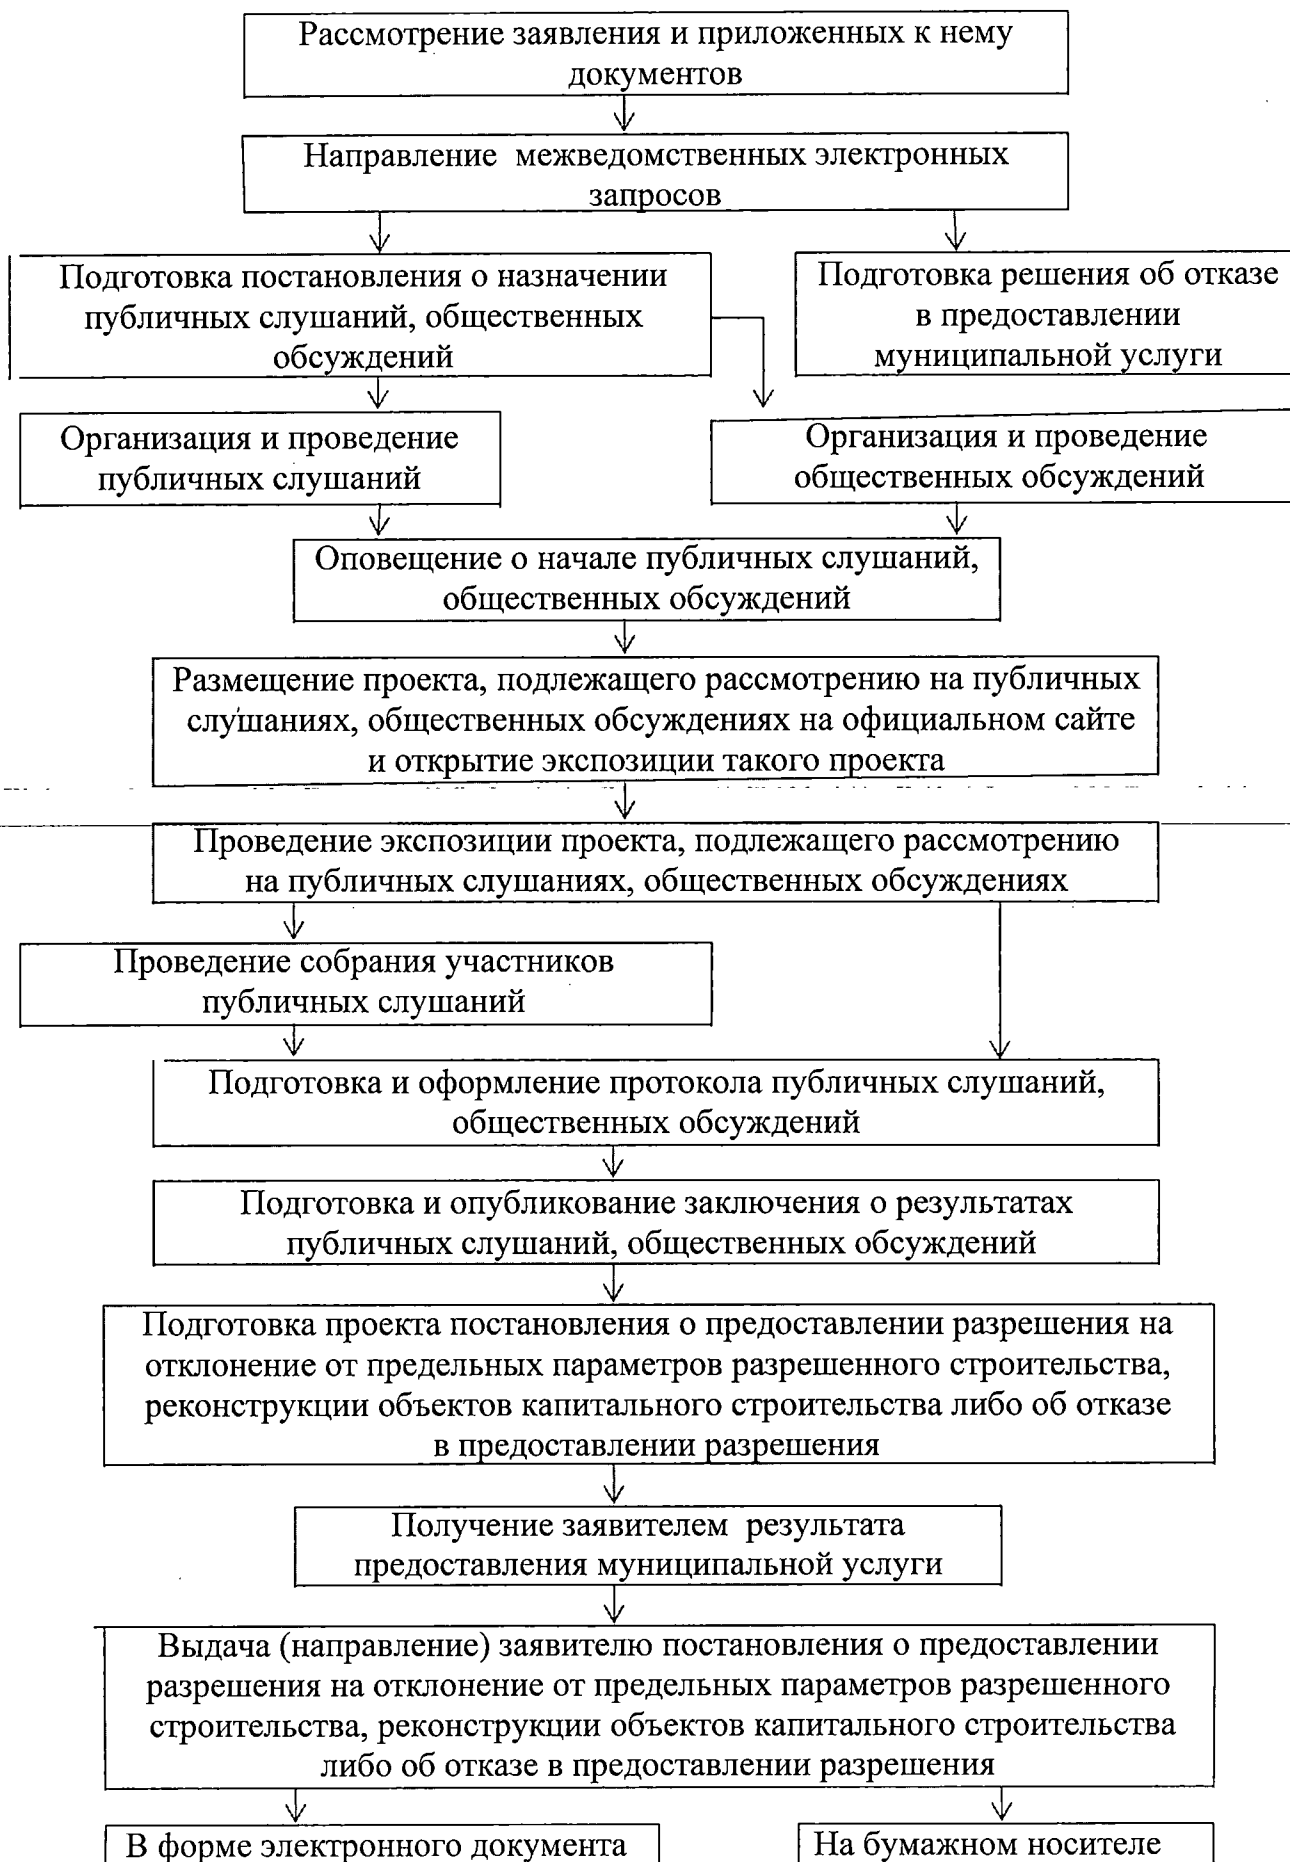 Рассмотрение заявления и приложенных к нему
документов
Направление межведомственных электронных
запросов
Подготовка постановления о назначении
публичных слушаний, общественных
обсуждений
Подготовка решения об отказе
в предоставлении
муниципальной услуги
Организация и проведение
публичных слушаний
Организация и проведение
общественных обсуждений
Оповещение о начале публичных слушаний,
общественных обсуждений
Размещение проекта, подлежащего рассмотрению на публичных
слушаниях, общественных обсуждениях на официальном сайте
и открытие экспозиции такого проекта
Проведение экспозиции проекта, подлежащего рассмотрению
на публичных слушаниях, общественных обсуждениях
Проведение собрания участников
публичных слушаний
Подготовка и оформление протокола публичных слушаний,
общественных обсуждений
Подготовка и опубликование заключения о результатах
публичных слушаний, общественных обсуждений
Подготовка проекта постановления о предоставлении разрешения на
отклонение от предельных параметров разрешенного строительства,
реконструкции объектов капитального строительства либо об отказе
в предоставлении разрешения
Получение заявителем результата
предоставления муниципальной услуги
Выдача (направление) заявителю постановления о предоставлении
разрешения на отклонение от предельных параметров разрешенного
строительства, реконструкции объектов капитального строительства
либо об отказе в предоставлении разрешения
В форме электронного документа
На бумажном носителе